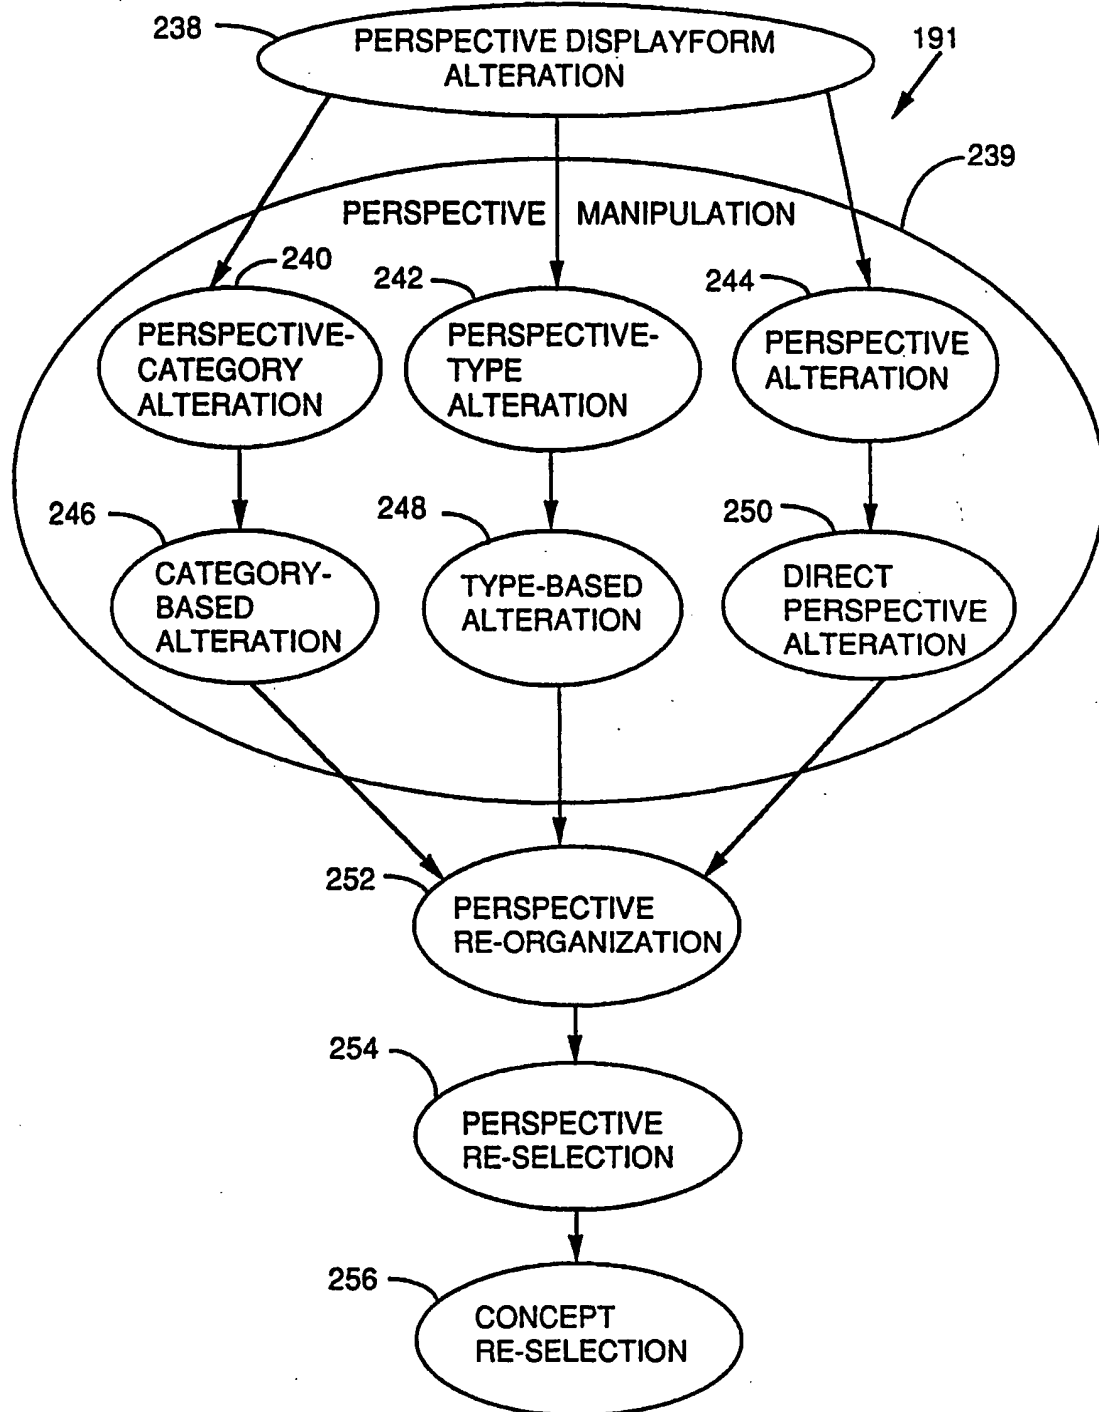 238
PERSPECTIVE DISPLAYFORM
ALTERATION
191
239
PERSPECTIVE MANIPULATION
240
242
244
PERSPECTIVE-
CATEGORY
ALTERATION
PERSPECTIVE-
TYPE
ALTERATION
PERSPECTIVE
ALTERATION
246
248
250
CATEGORY-
BASED
ALTERATION
TYPE-BASED
ALTERATION
DIRECT
PERSPECTIVE
ALTERATION
252
PERSPECTIVE
RE-ORGANIZATION
254
PERSPECTIVE
RE-SELECTION
256
CONCEPT
RE-SELECTION